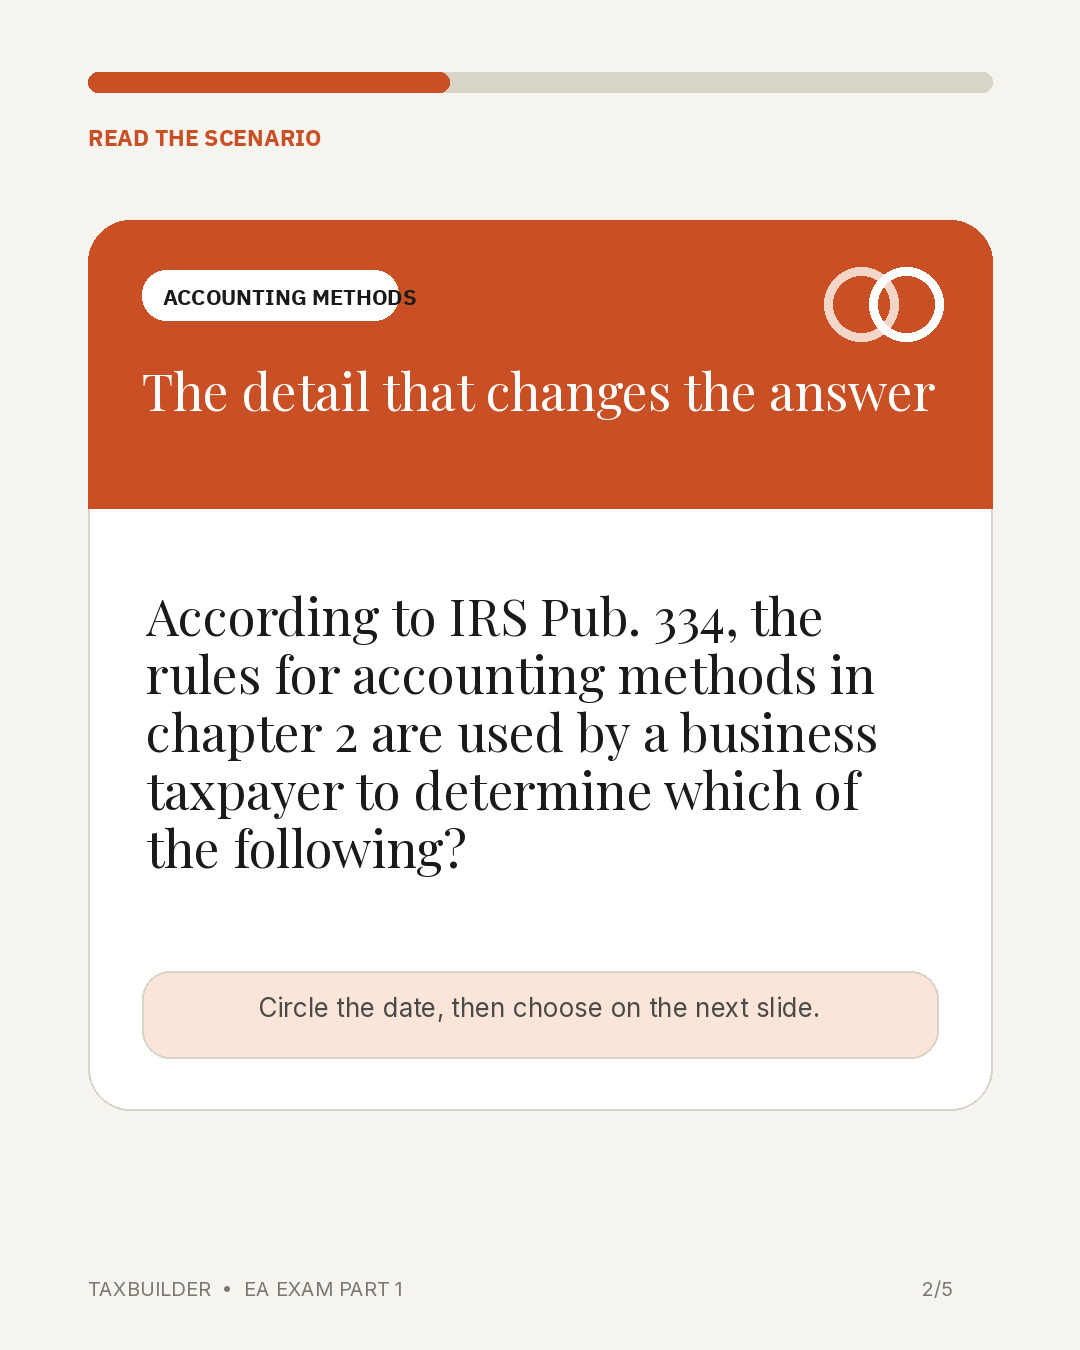 READ THE SCENARIO
ACCOUNTING METHODS
The detail that changes the answer
According to IRS Pub. 334, the
rules for accounting methods in
chapter 2 are used by a business
taxpayer to determine which of
the following?
Circle the date, then choose on the next slide.
TAXBUILDER • EA EXAM PART 1
2/5